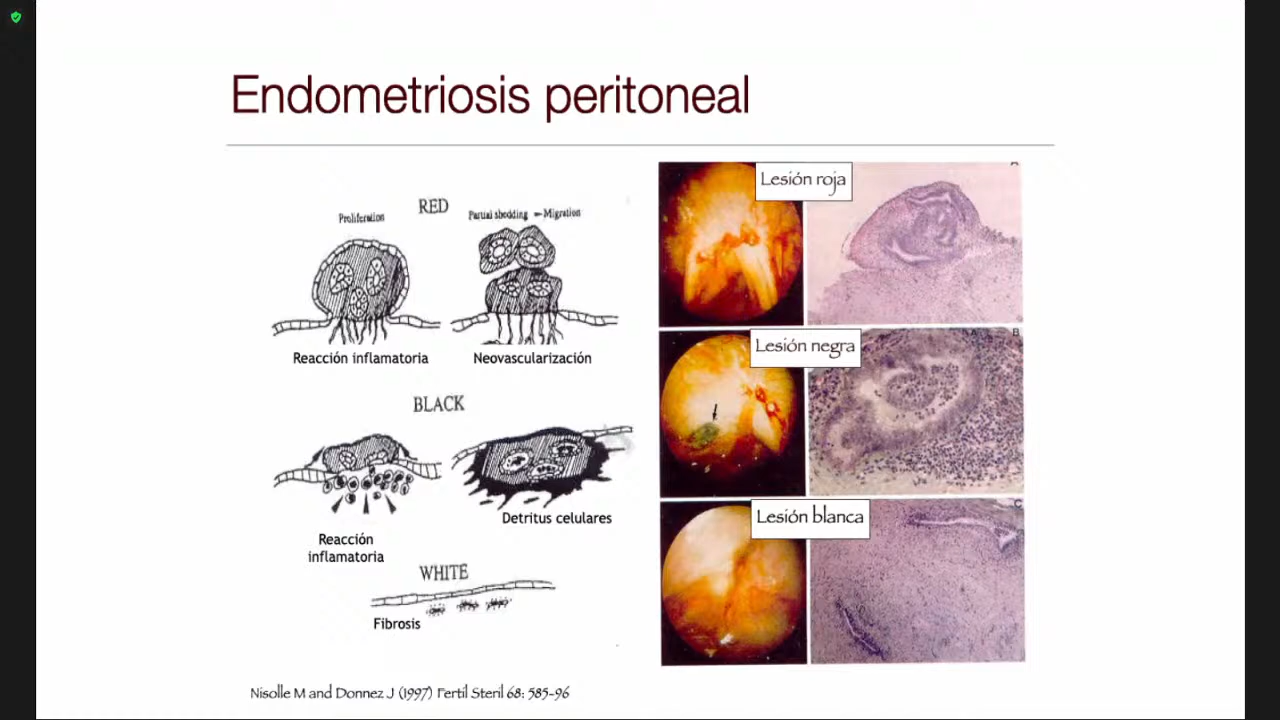 Endometriosis peritoneal
RED
Proliferation
Partial shedding
Migration
Reacción inflamatoria
Neovascularización
BLACK
Reacción
inflamatoria
Detritus celulares
WHITE
Fibrosis
Lesión roja
Lesión negra
A
B
Lesión blanca
C
Nisolle M and Donnez J (1997) Fertil Steril 68: 585-96